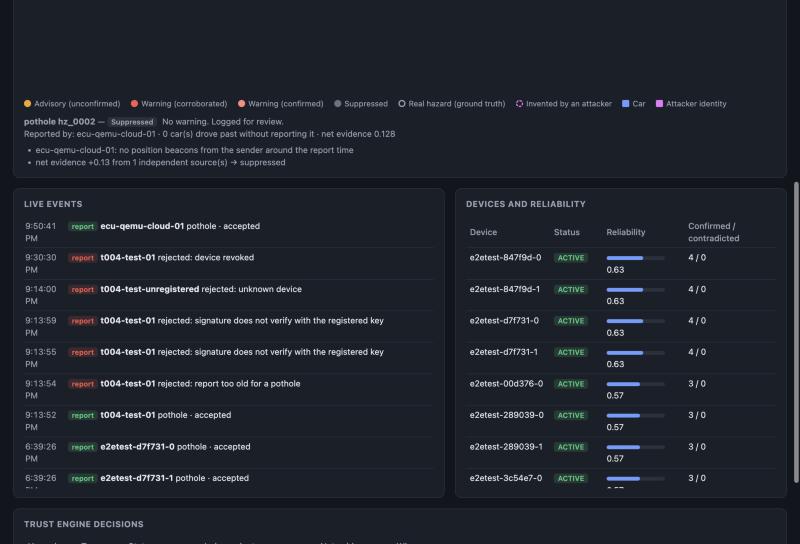 Advisory (unconfirmed) Warning (corroborated) Warning (confirmed) Suppressed Real hazard (ground truth) Invented by an attacker Car Attacker identity
pothole hz_0002 — Suppressed No warning. Logged for review.
Reported by: ecu-qemu-cloud-01 · 0 car(s) drove past without reporting it · net evidence 0.128
• ecu-qemu-cloud-01: no position beacons from the sender around the report time
• net evidence +0.13 from 1 independent source(s) → suppressed
LIVE EVENTS
9:50:41 PM report ecu-qemu-cloud-01 pothole · accepted
9:30:30 PM report t004-test-01 rejected: device revoked
9:14:00 PM report t004-test-unregistered rejected: unknown device
9:13:59 PM report t004-test-01 rejected: signature does not verify with the registered key
9:13:55 PM report t004-test-01 rejected: signature does not verify with the registered key
9:13:54 PM report t004-test-01 rejected: report too old for a pothole
9:13:52 PM report t004-test-01 pothole · accepted
6:39:26 PM report e2etest-d7f731-0 pothole · accepted
6:39:26 report e2etest-d7f731-1 pothole · accepted
DEVICES AND RELIABILITY
Device Status Reliability Confirmed / contradicted
e2etest-847f9d-0 ACTIVE 0.63 4 / 0
e2etest-847f9d-1 ACTIVE 0.63 4 / 0
e2etest-d7f731-0 ACTIVE 0.63 4 / 0
e2etest-d7f731-1 ACTIVE 0.63 4 / 0
e2etest-00d376-0 ACTIVE 0.57 3 / 0
e2etest-289039-0 ACTIVE 0.57 3 / 0
e2etest-289039-1 ACTIVE 0.57 3 / 0
e2etest-3c54e7-0 ACTIVE 3 / 0
TRUST ENGINE DECISIONS